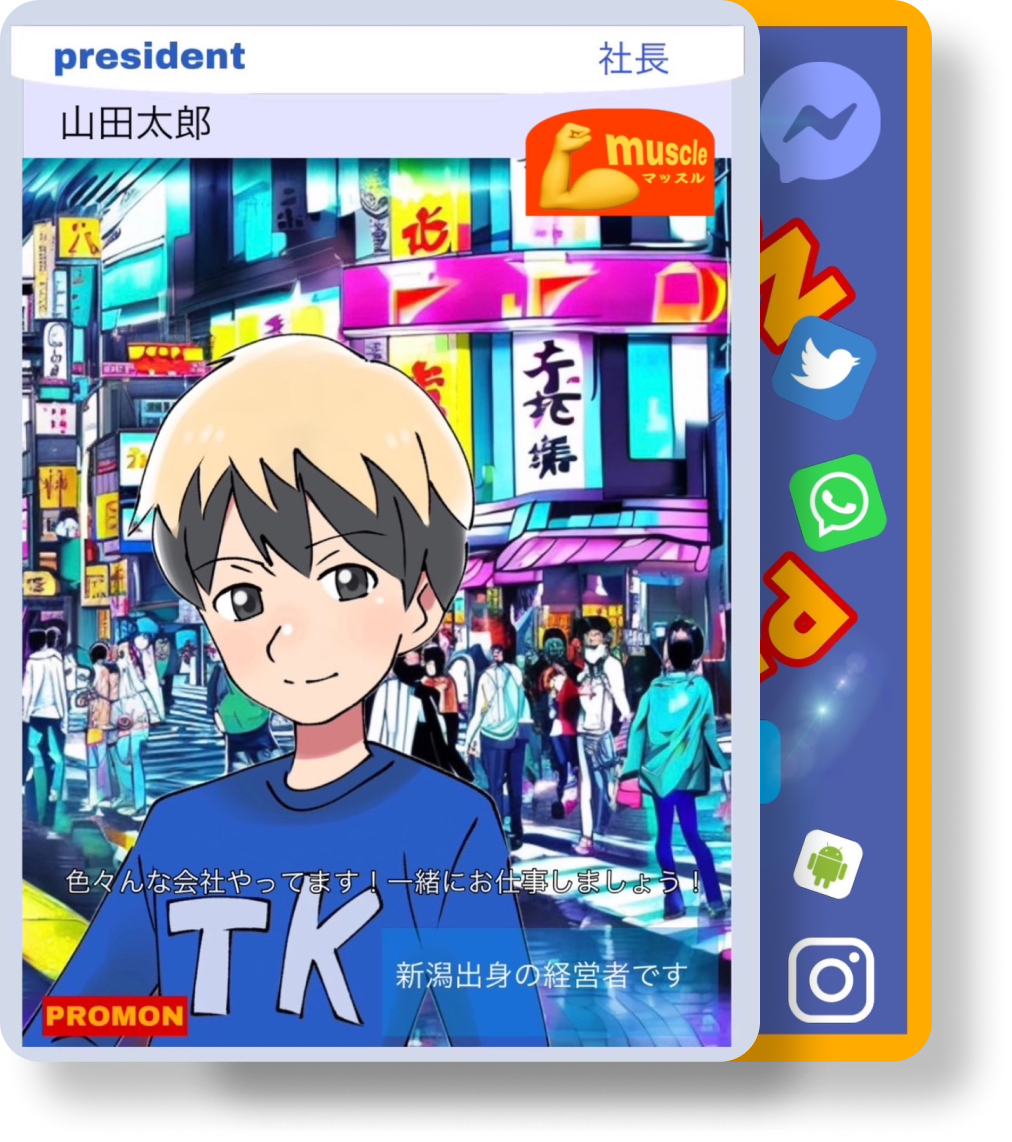 president
社長
山田太郎
muscle
マッスル
色々んな会社やってます！一緒にお仕事しましょう！
TK
新潟出身の経営者です
PROMON